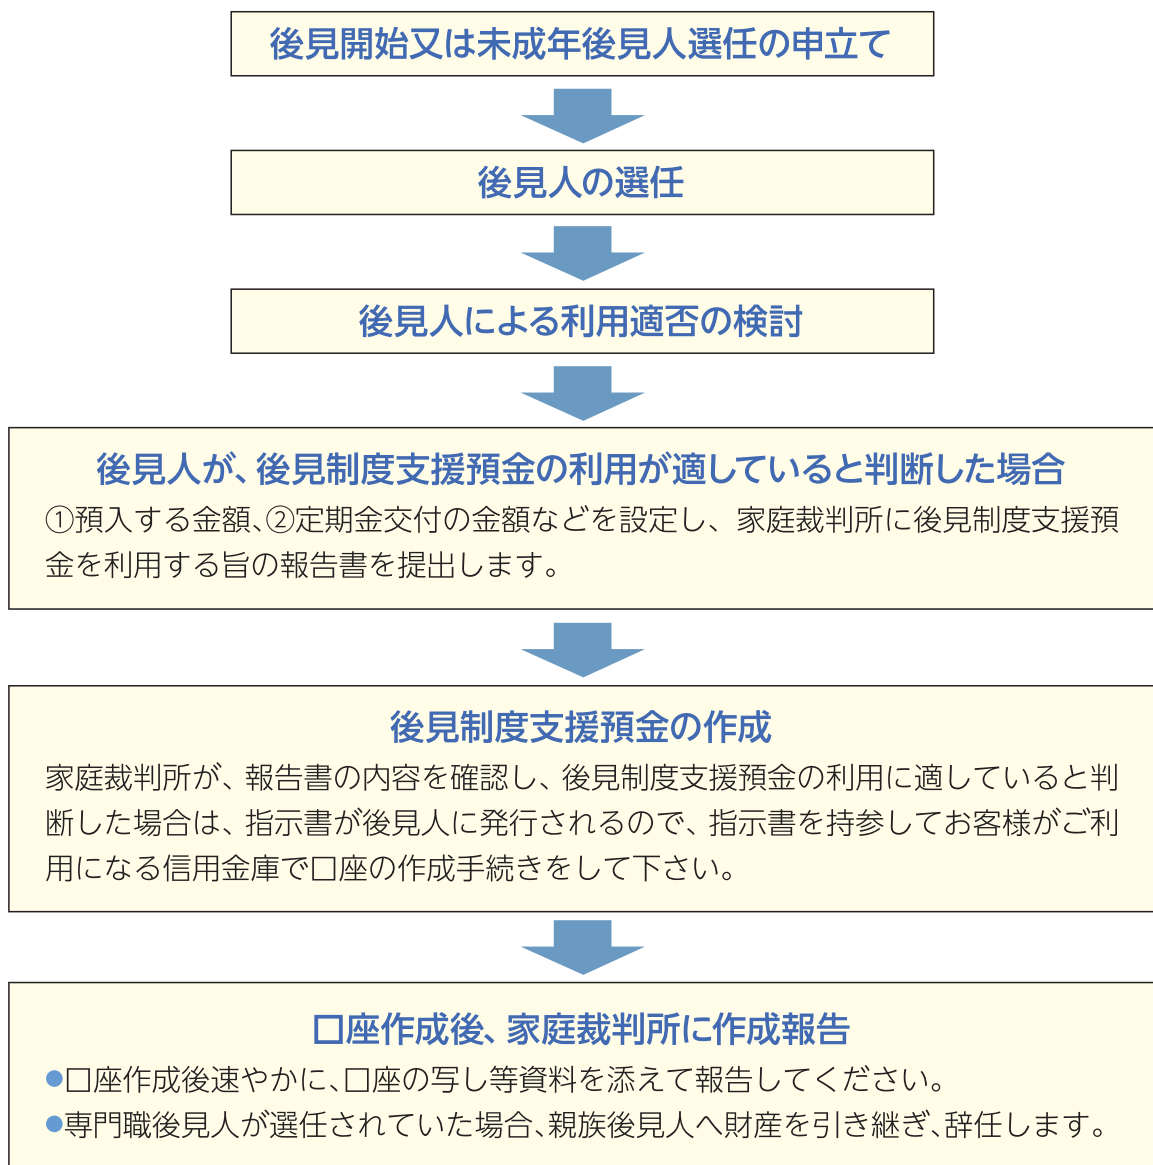 後見開始又は未成年後見人選任の申立て
後見人の選任
後見人による利用適否の検討
後見人が、後見制度支援預金の利用が適していると判断した場合
①預入する金額、②定期金交付の金額などを設定し、家庭裁判所に後見制度支援預
金を利用する旨の報告書を提出します。
後見制度支援預金の作成
家庭裁判所が、報告書の内容を確認し、後見制度支援預金の利用に適していると判
断した場合は、指示書が後見人に発行されるので、指示書を持参してお客様がご利
用になる信用金庫で口座の作成手続きをして下さい。
口座作成後、家庭裁判所に作成報告
●口座作成後速やかに、口座の写し等資料を添えて報告してください。
●専門職後見人が選任されていた場合、親族後見人へ財産を引き継ぎ、辞任します。